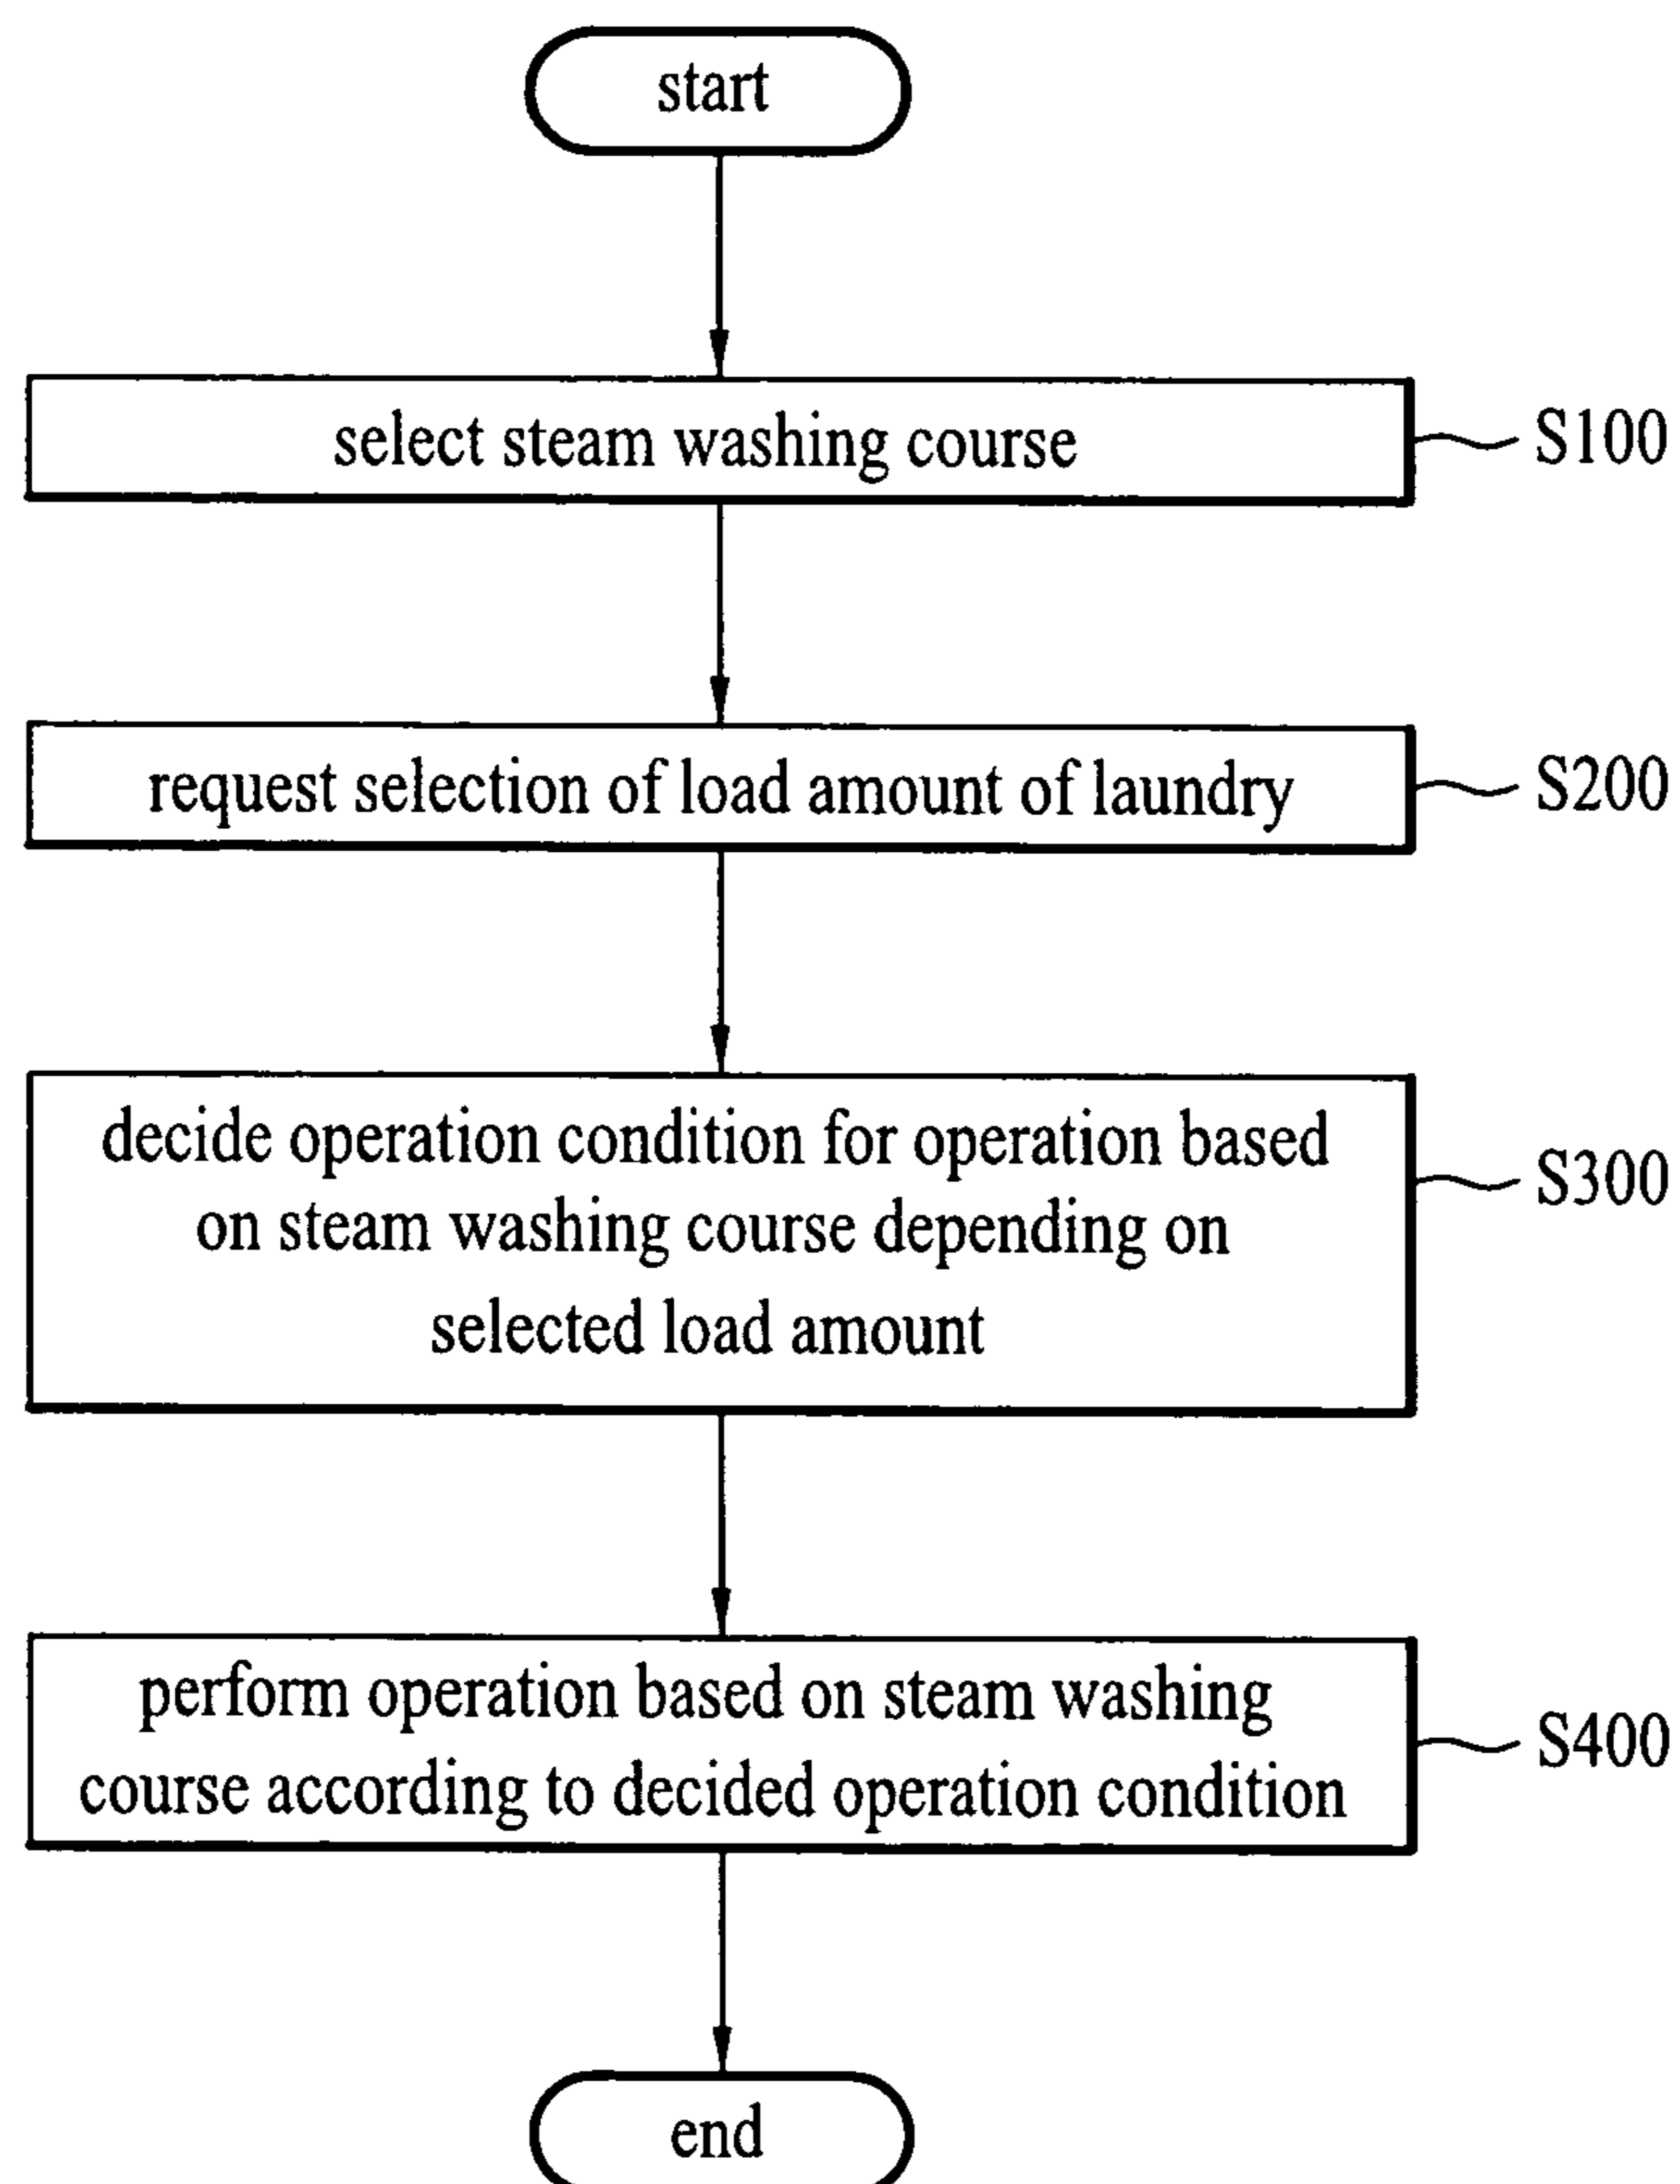 start
select steam washing course
S100
request selection of load amount of laundry
S200
decide operation condition for operation based
on steam washing course depending on
selected load amount
S300
perform operation based on steam washing
course according to decided operation condition
S400
end